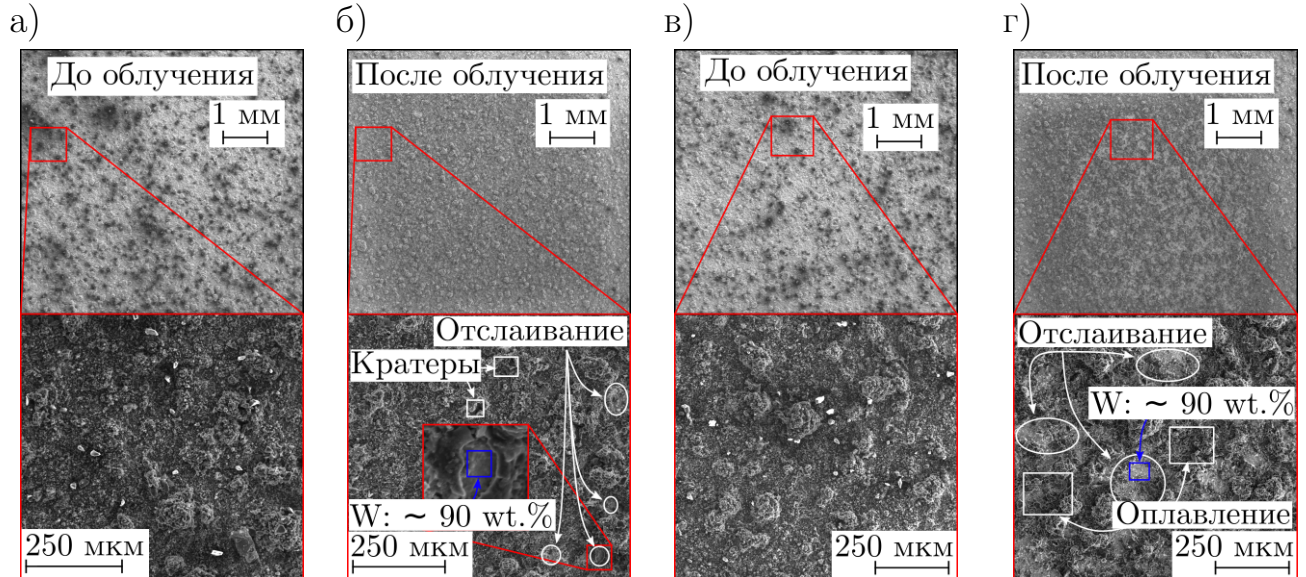 а)
До облучения
1 мм
250 мкм
б)
После облучения
1 мм
Отслаивание
Кратеры
W: ~ 90 wt.%
250 мкм
в)
До облучения
1 мм
250 мкм
г)
После облучения
1 мм
Отслаивание
W: ~ 90 wt.%
Оплавление
250 мкм